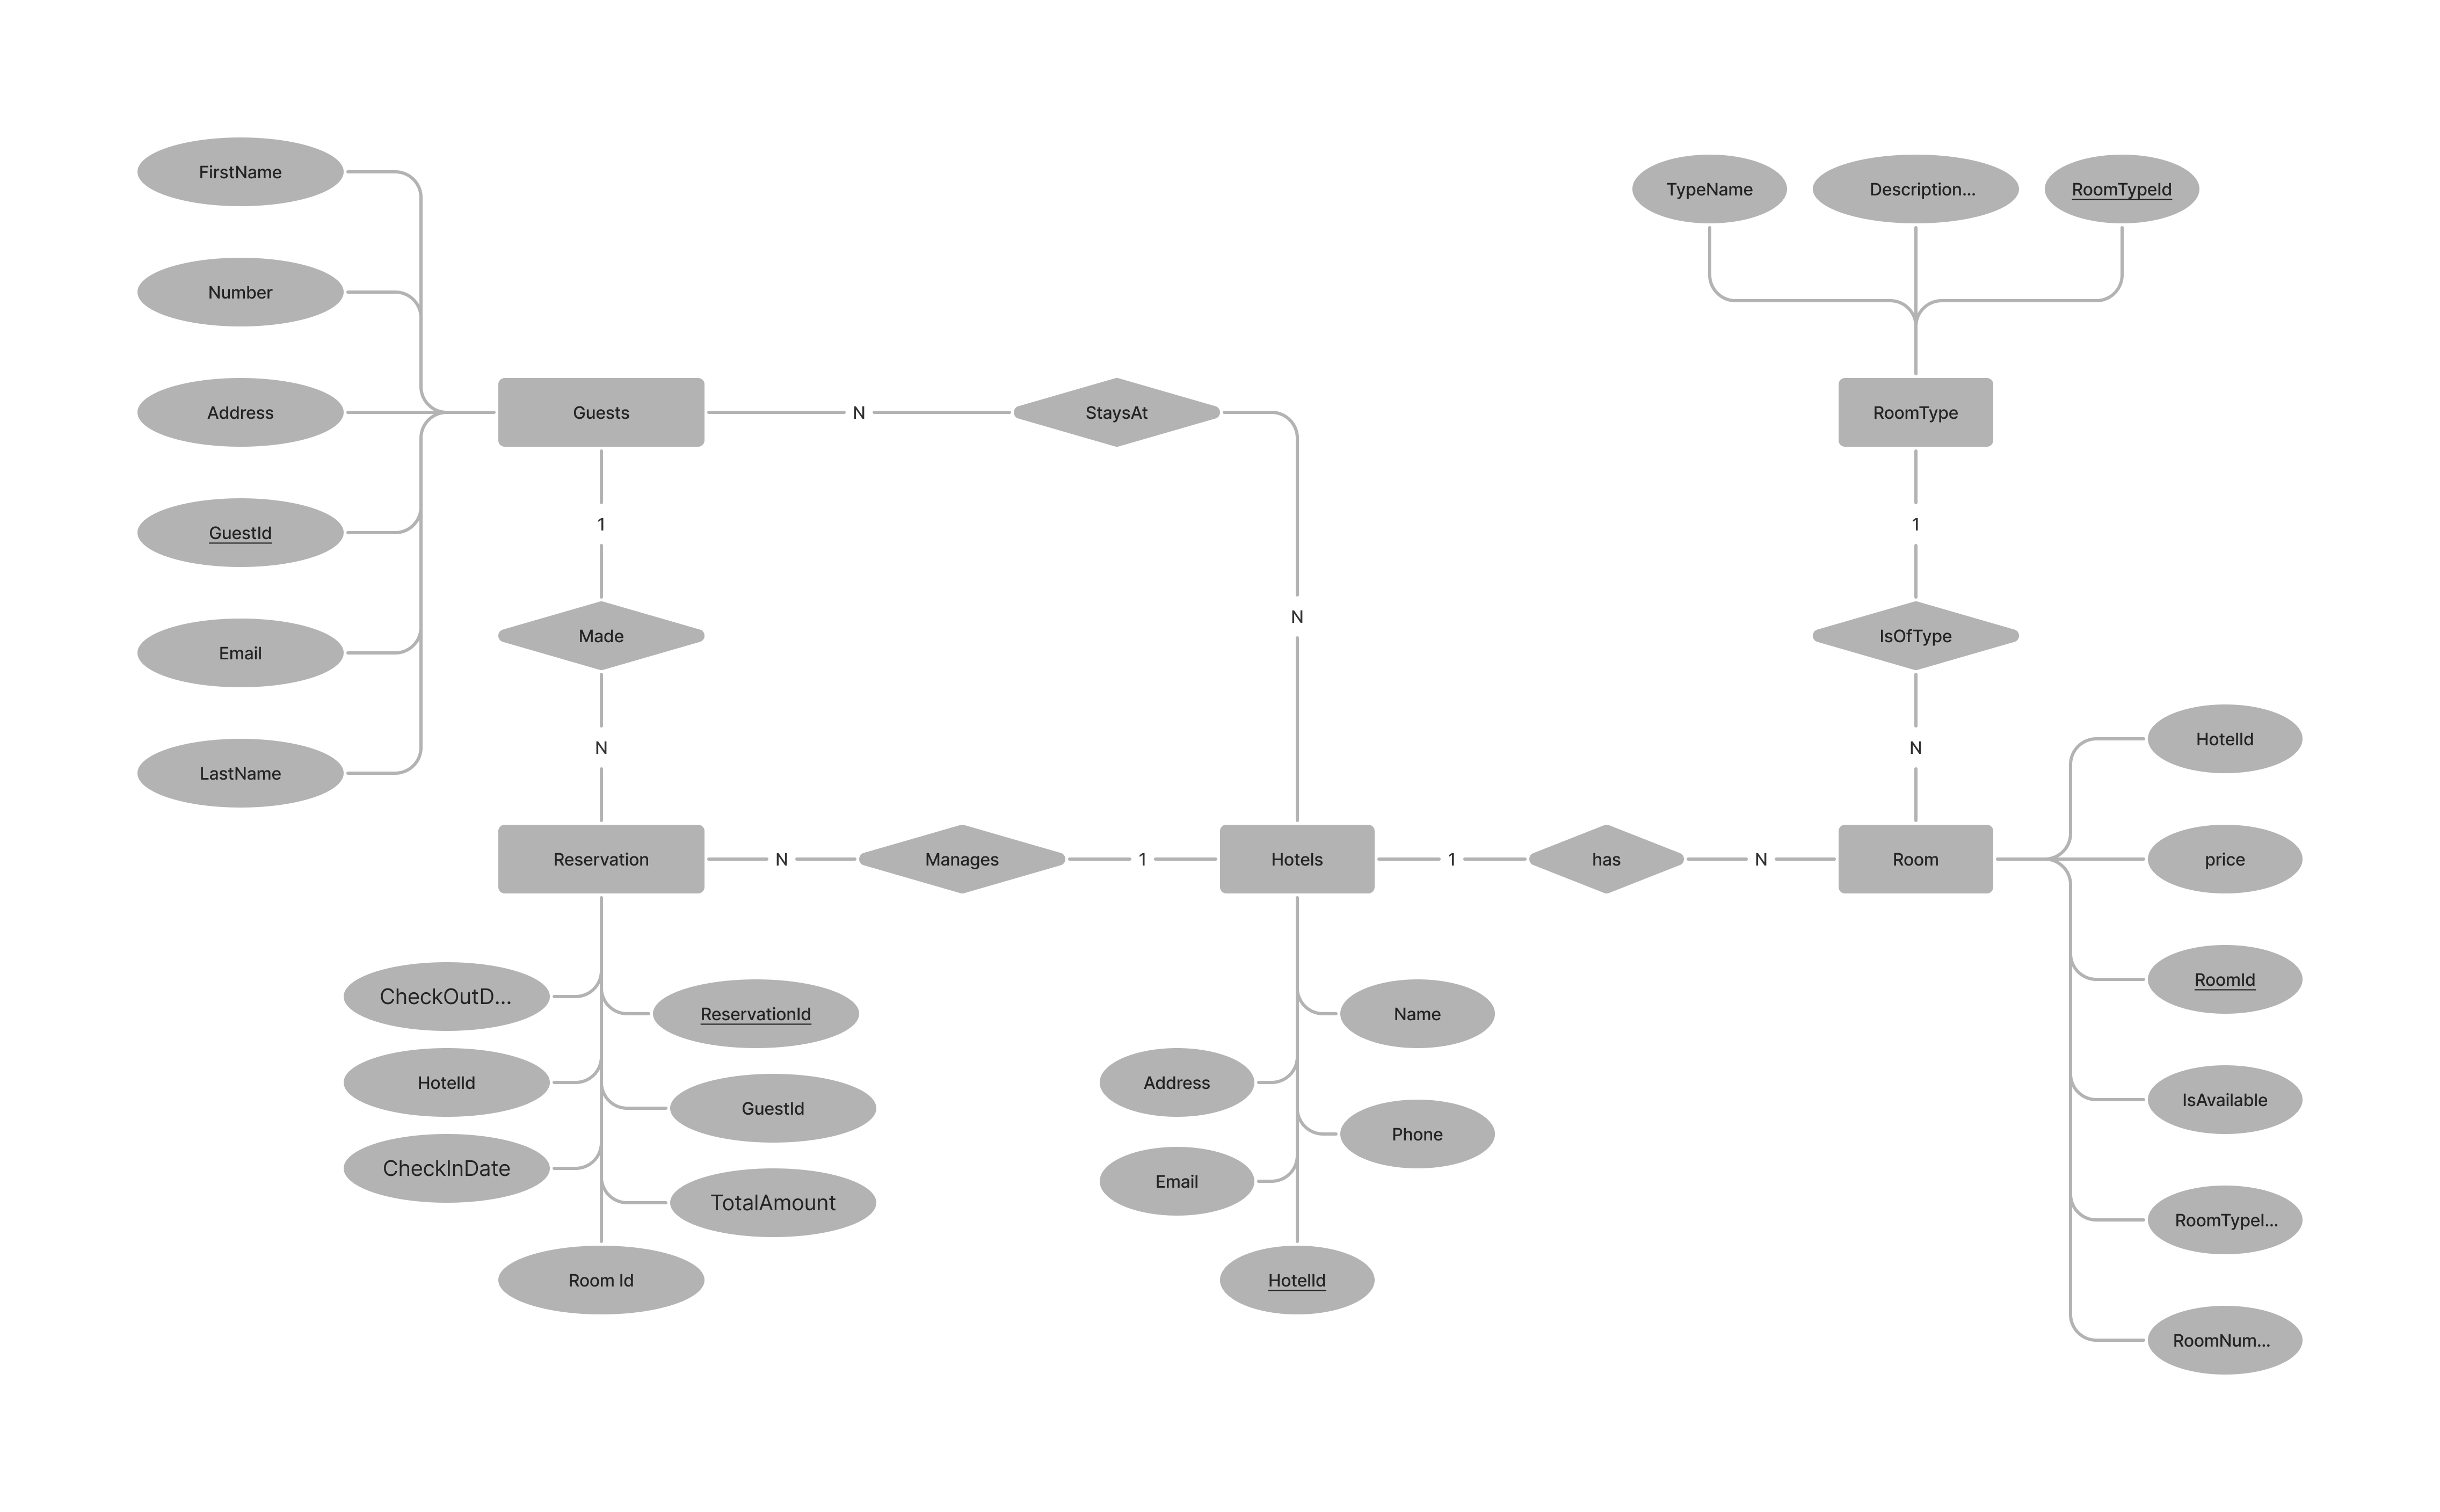 FirstName
TypeName
Description...
RoomTypeId
Number
Address
Guests
N
StaysAt
RoomType
1
1
GuestId
N
Made
IsOfType
Email
HotelId
N
N
LastName
Reservation
N
Manages
1
Hotels
1
has
N
Room
price
RoomId
CheckOutD...
ReservationId
Name
HotelId
Address
IsAvailable
GuestId
Phone
CheckInDate
Email
TotalAmount
RoomTypeI...
Room Id
HotelId
RoomNum...